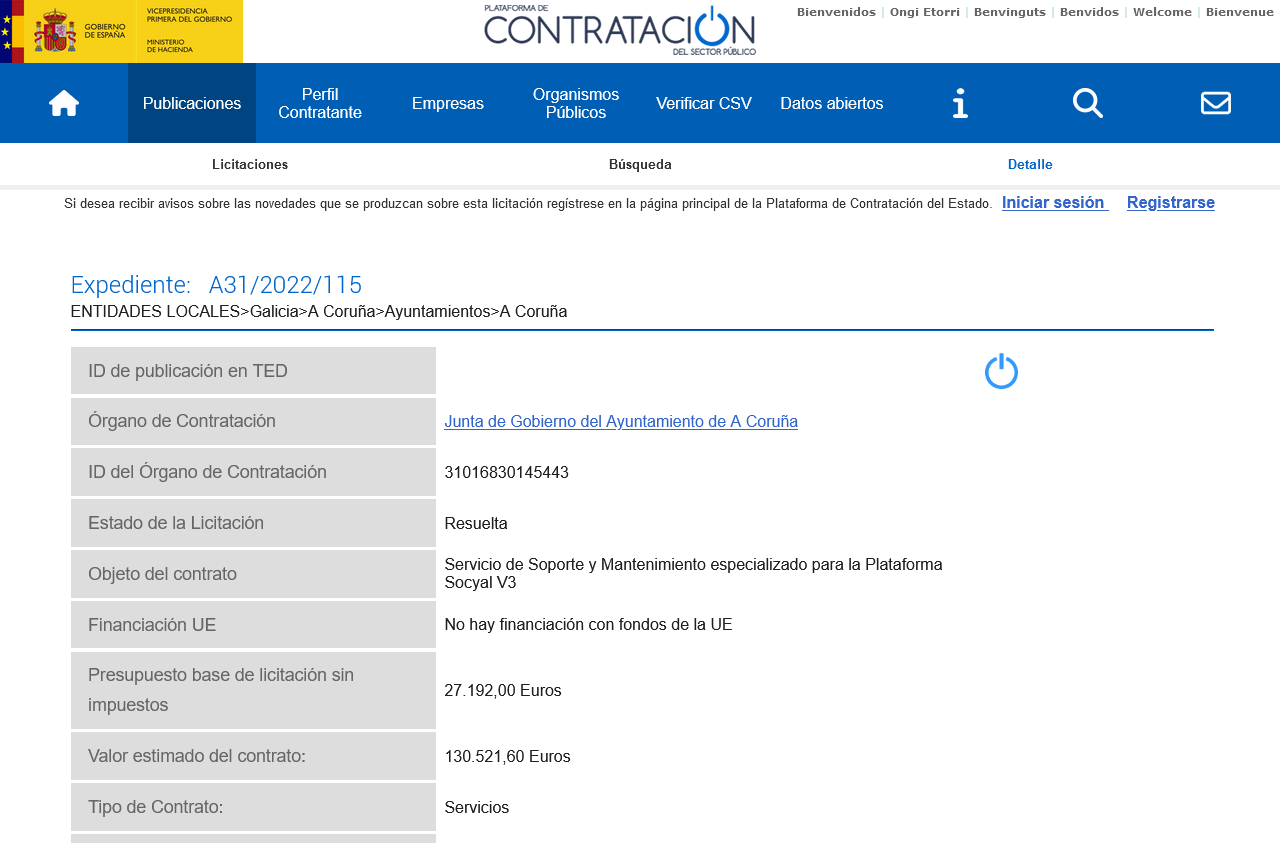 GOBIERNO
DE ESPAÑA
VICEPRESIDENCIA
PRIMERA DEL GOBIERNO
MINISTERIO
DE HACIENDA
PLATAFORMA DE
CONTRATACIÓN
DEL SECTOR PÚBLICO
Bienvenidos | Ongi Etorri | Benvinguts | Benvidos | Welcome | Bienvenue
Publicaciones
Perfil
Contratante
Empresas
Organismos
Públicos
Verificar CSV
Datos abiertos
Licitaciones
Búsqueda
Detalle
Si desea recibir avisos sobre las novedades que se produzcan sobre esta licitación regístrese en la página principal de la Plataforma de Contratación del Estado. Iniciar sesión Registrarse
Expediente: A31/2022/115
ENTIDADES LOCALES>Galicia>A Coruña>Ayuntamientos>A Coruña
ID de publicación en TED
Órgano de Contratación
Junta de Gobierno del Ayuntamiento de A Coruña
ID del Órgano de Contratación
31016830145443
Estado de la Licitación
Resuelta
Objeto del contrato
Servicio de Soporte y Mantenimiento especializado para la Plataforma
Socyal V3
Financiación UE
No hay financiación con fondos de la UE
Presupuesto base de licitación sin
impuestos
27.192,00 Euros
Valor estimado del contrato:
130.521,60 Euros
Tipo de Contrato:
Servicios